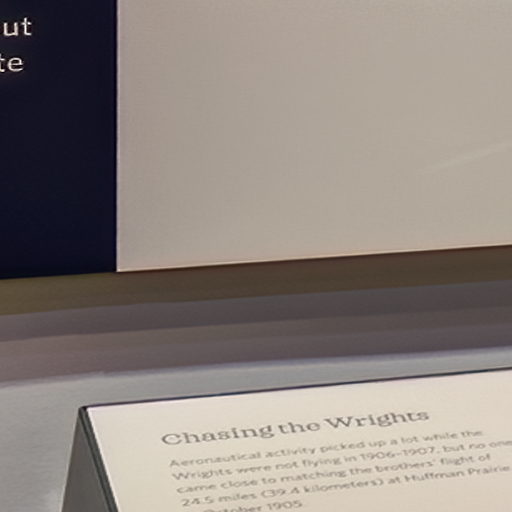 ut
te
Chasing the Wrights
Aeronautical activity picked up a lot while the
Wrights were not flying in 1906–1907, but no one
came close to matching the brothers' flight of
24.5 miles (39.4 kilometers) at Huffman Prairie
October 1905.